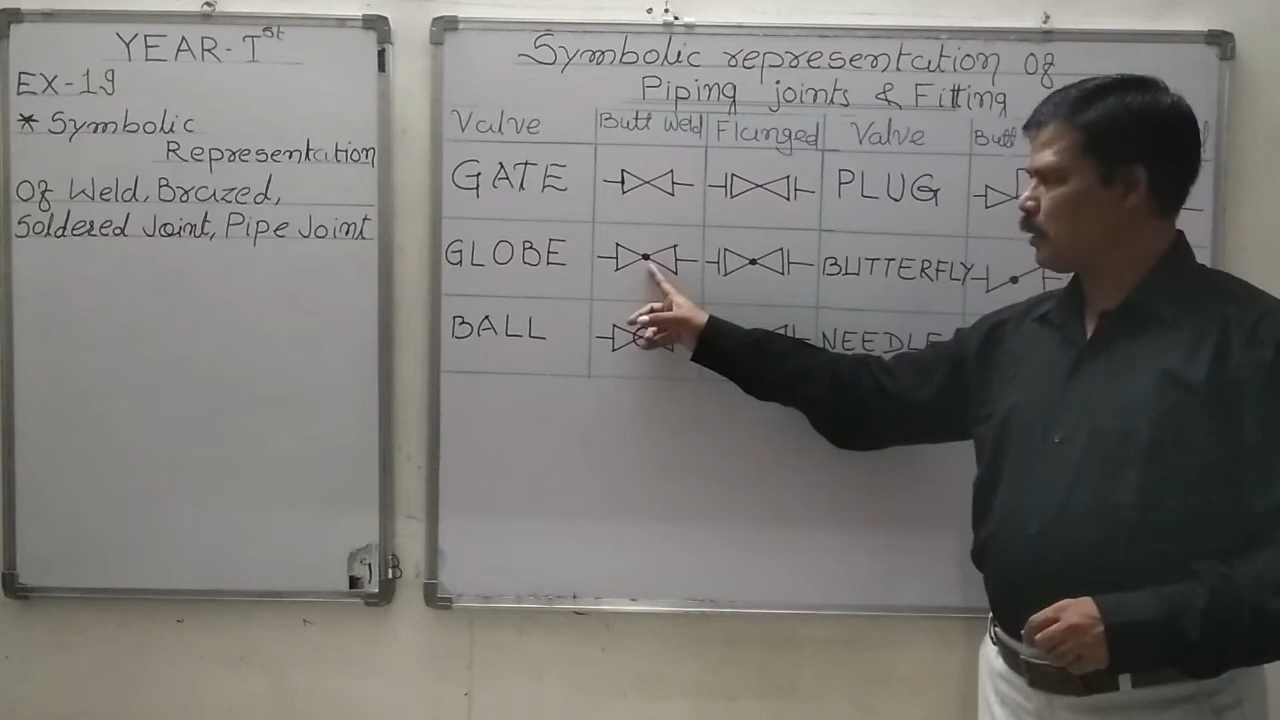 YEAR-Ist
EX-19
* Symbolic
Representation
Of Weld, Brazed,
Soldered Joint, Pipe Joint
Symbolic representation Of
Piping joints & Fitting
Valve Butt Weld Flanged Valve Butt
GATE PLUG
GLOBE BUTTERFLY
BALL NEEDLE